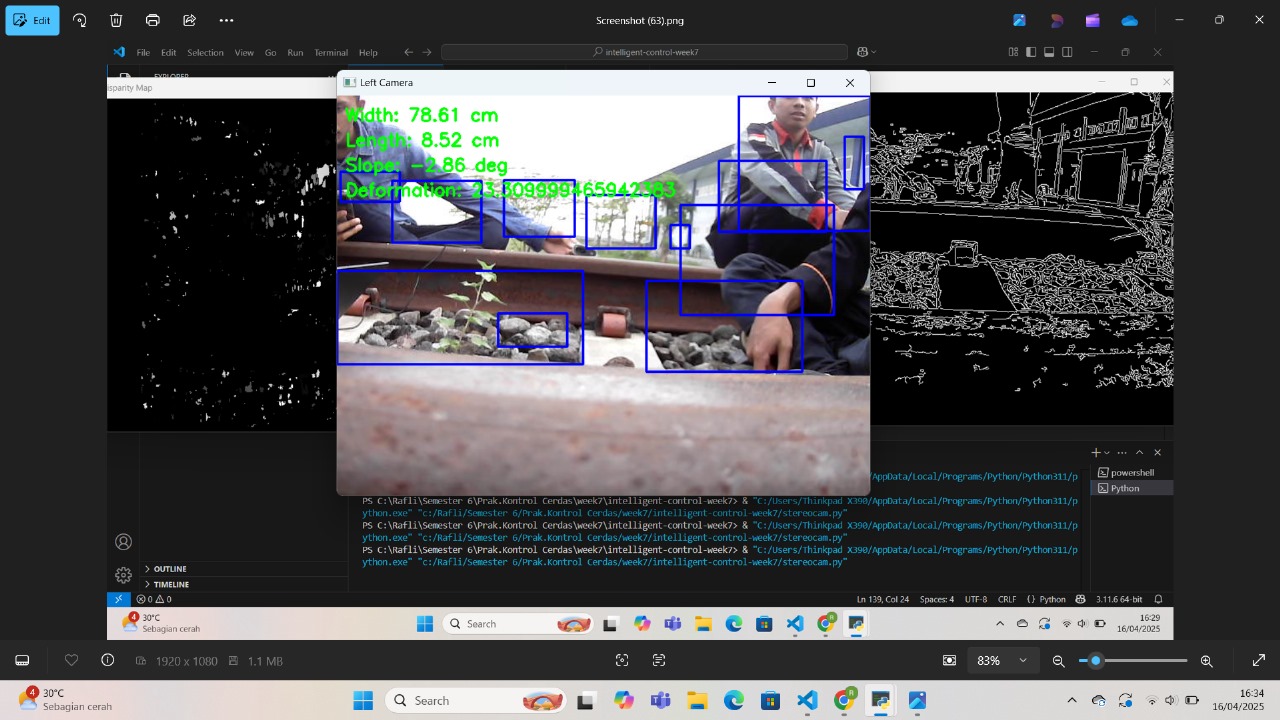 Edit
Screenshot (63).png
File Edit Selection View Go Run Terminal Help
intelligent-control-week7
EXPLORER
isparity Map
Left Camera
Width: 78.61 cm
Length: 8.52 cm
Slope: -2.86 deg
Deformation: 23.309999465942383
/AppData/Local/Programs/Python/Python311/p
PS C:\Rafli\Semester 6\Prak.Kontrol Cerdas\week7\intelligent-control-week7> & "C:/Users/Thinkpad X390/AppData/Local/Programs/Python/Python311/p
ython.exe" "c:/Rafli/Semester 6/Prak.Kontrol Cerdas/week7/intelligent-control-week7/stereocam.py"
PS C:\Rafli\Semester 6\Prak.Kontrol Cerdas\week7\intelligent-control-week7> & "C:/Users/Thinkpad X390/AppData/Local/Programs/Python/Python311/p
ython.exe" "c:/Rafli/Semester 6/Prak.Kontrol Cerdas/week7/intelligent-control-week7/stereocam.py"
PS C:\Rafli\Semester 6\Prak.Kontrol Cerdas\week7\intelligent-control-week7> & "C:/Users/Thinkpad X390/AppData/Local/Programs/Python/Python311/p
ython.exe" "c:/Rafli/Semester 6/Prak.Kontrol Cerdas/week7/intelligent-control-week7/stereocam.py"
powershell
Python
OUTLINE
TIMELINE
0 0 Ln 139, Col 24 Spaces: 4 UTF-8 CRLF {} Python 3.11.6 64-bit
4 30°C
Sebagian cerah
Search
R
16:29
16/04/2025
1920 x 1080 1.1 MB
83%
4 30°C
Sebagian cerah
Search
R
16:34
16/04/2025